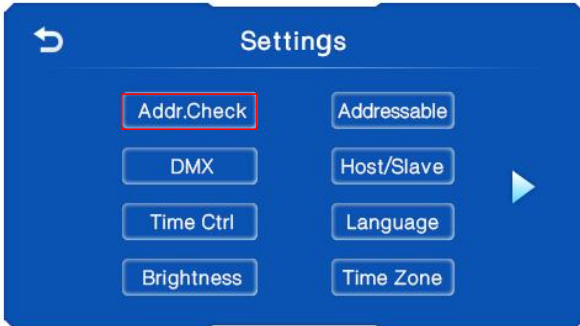 Settings
Addr.Check Addressable
DMX Host/Slave
Time Ctrl Language
Brightness Time Zone